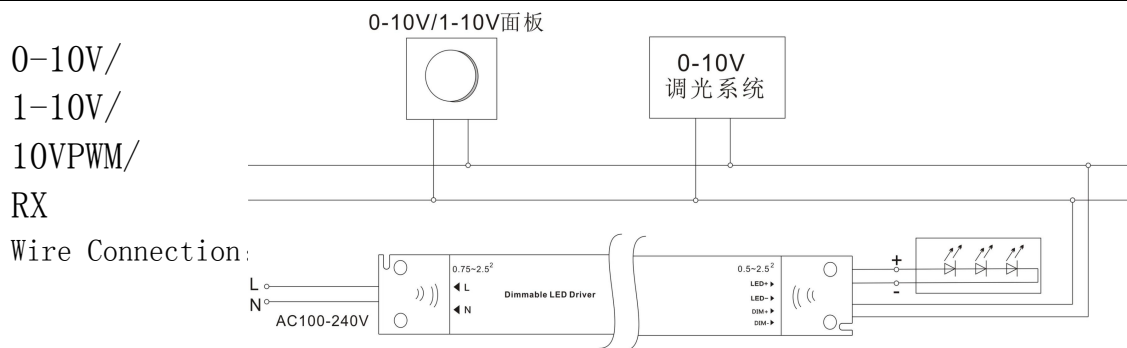 0-10V/1-10V面板
0-10V/
1-10V/
10VPWM/
RX
Wire Connection:
0-10V
调光系统
L
N
AC100-240V
0.75~2.5²
◀ L
◀ N
Dimmable LED Driver
0.5~2.5²
LED+ ▶
LED- ▶
DIM+ ▶
DIM- ▶
+
-